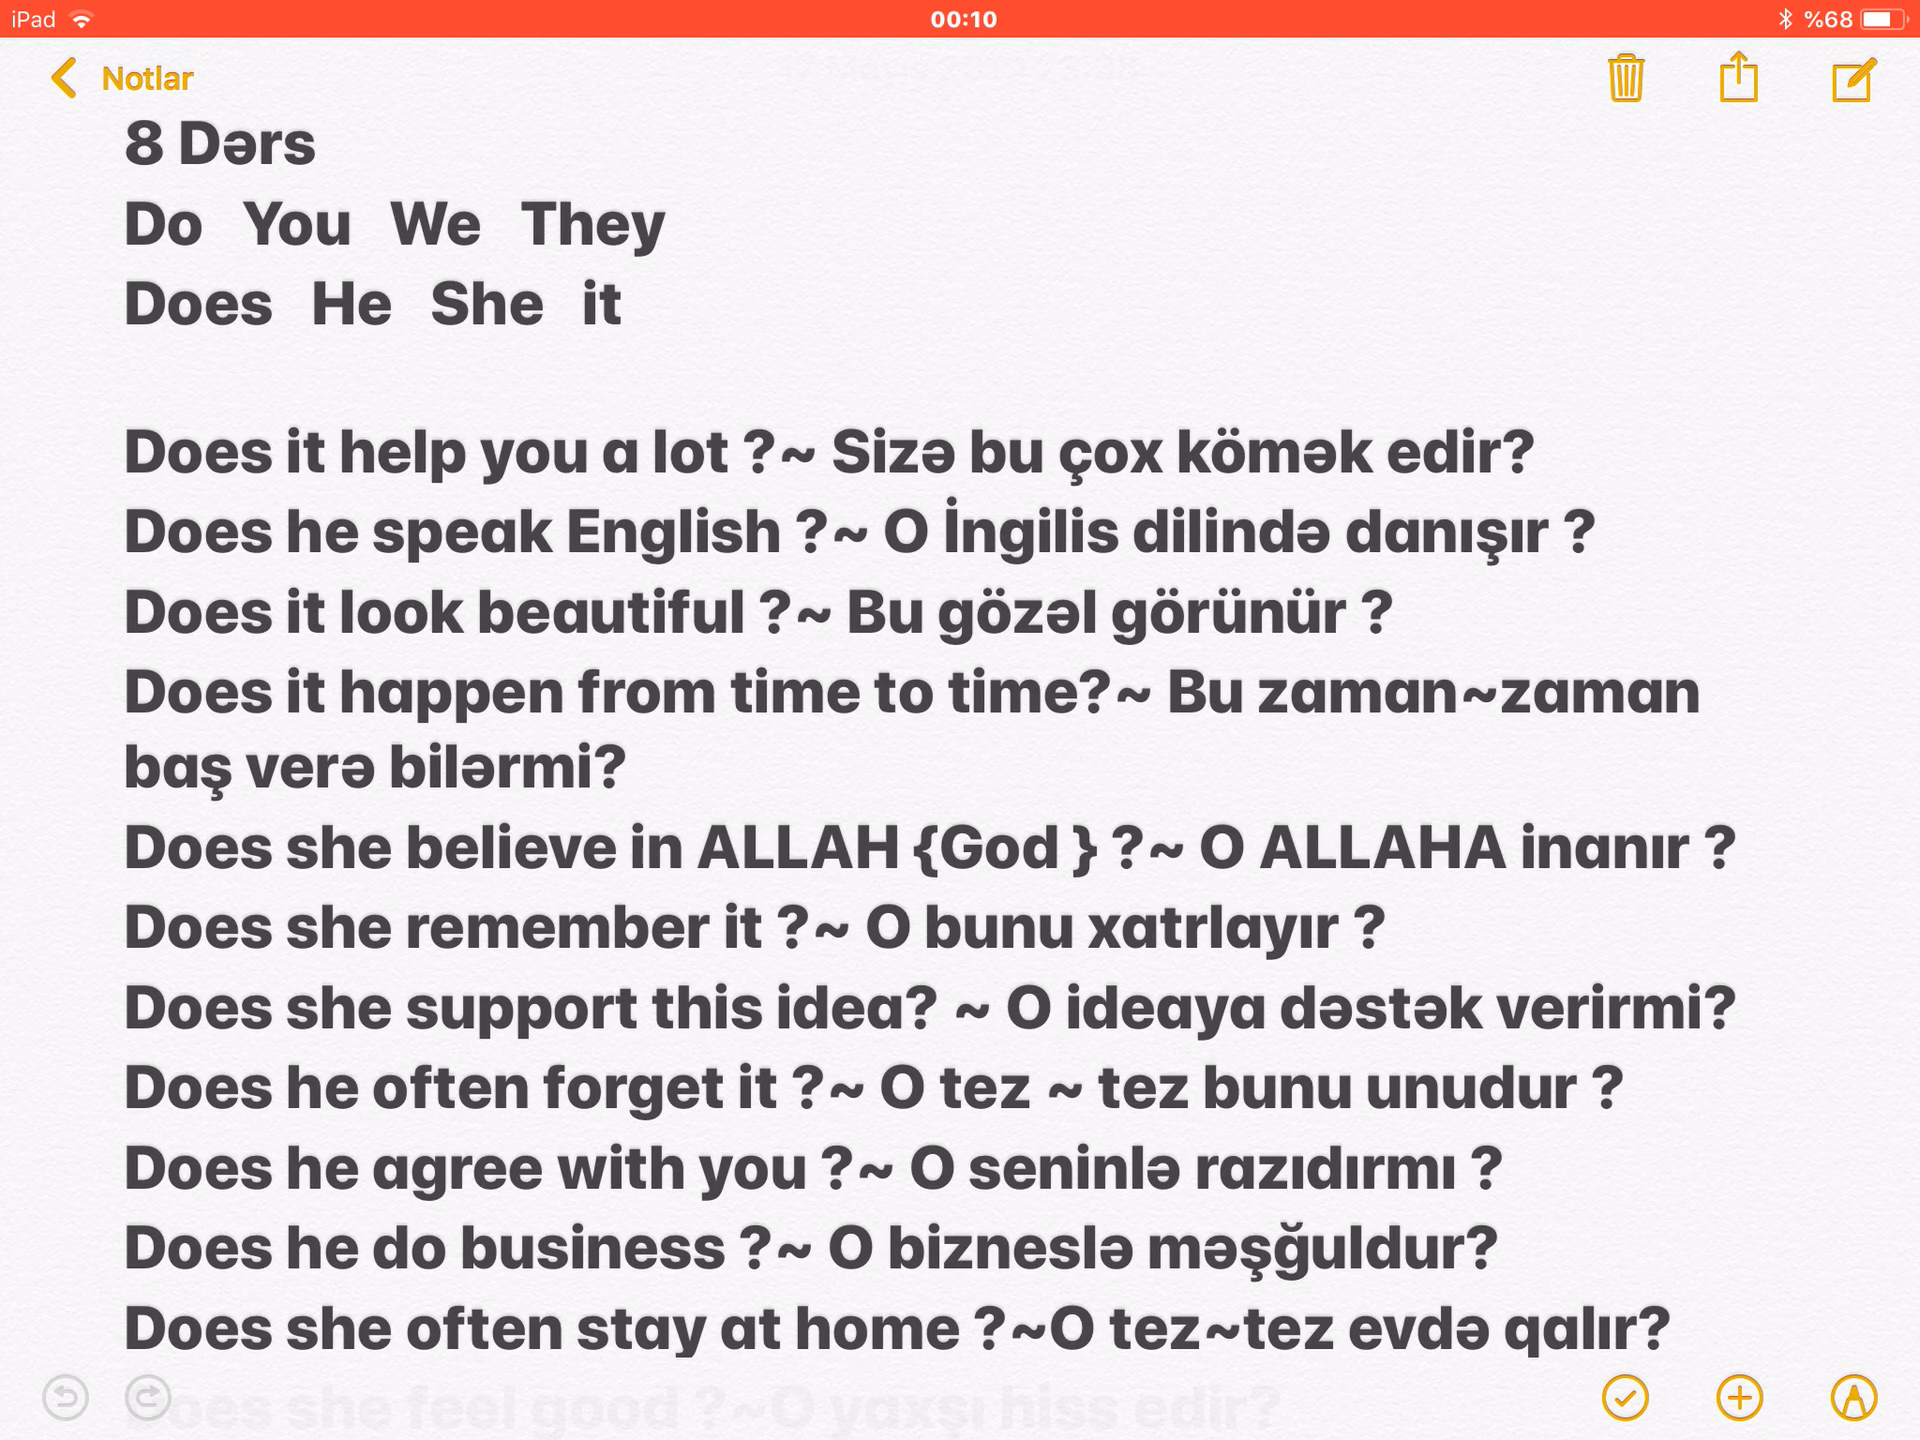 iPad 00:10 %68
Notlar
8 Dərs
Do You We They
Does He She it
Does it help you a lot ?~ Sizə bu çox kömək edir?
Does he speak English ?~ O İngilis dilində danışır ?
Does it look beautiful ?~ Bu gözəl görünür ?
Does it happen from time to time?~ Bu zaman~zaman
baş verə bilərmi?
Does she believe in ALLAH {God } ?~ O ALLAHA inanır ?
Does she remember it ?~ O bunu xatrlayır ?
Does she support this idea? ~ O ideaya dəstək verirmi?
Does he often forget it ?~ O tez ~ tez bunu unudur ?
Does he agree with you ?~ O seninlə razıdırmı ?
Does he do business ?~ O bizneslə məşğuldur?
Does she often stay at home ?~O tez~tez evdə qalır?
Does she feel good ?~O yaxşı hiss edir?